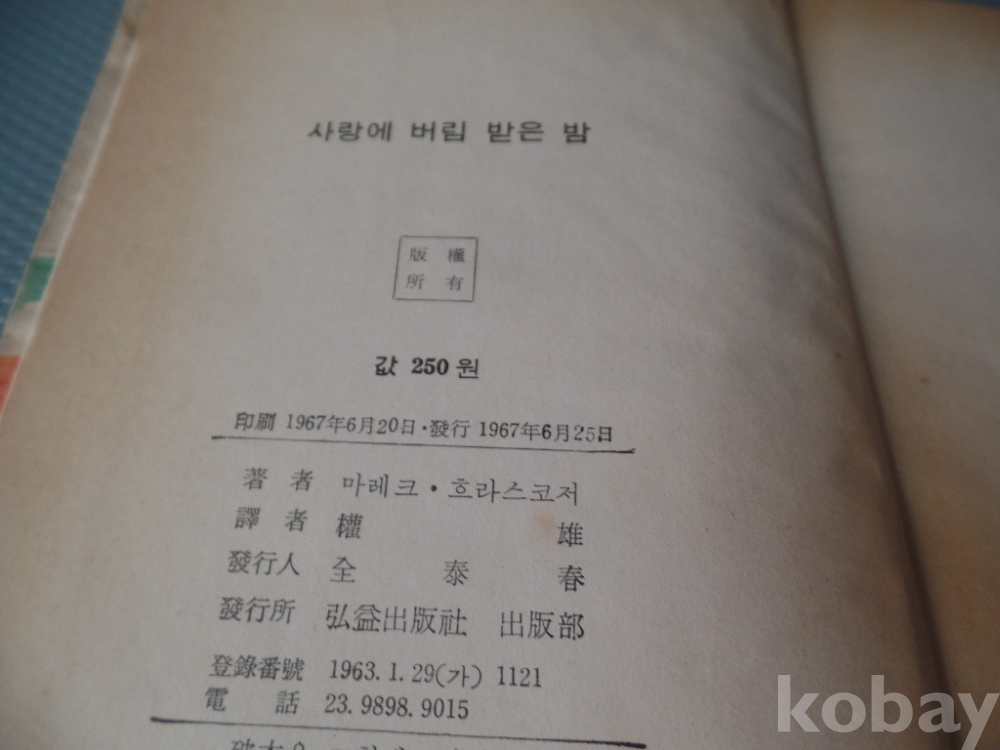 사랑에 버림 받은 밤
版權
所有
값 250원
印刷 1967年6月20日·發行 1967年6月25日
著者 마레크·흐라스코저
譯者 權雄
發行人 全泰春
發行所 弘益出版社 出版部
登錄番號 1963.1.29(가) 1121
電話 23.9898.9015
kobay